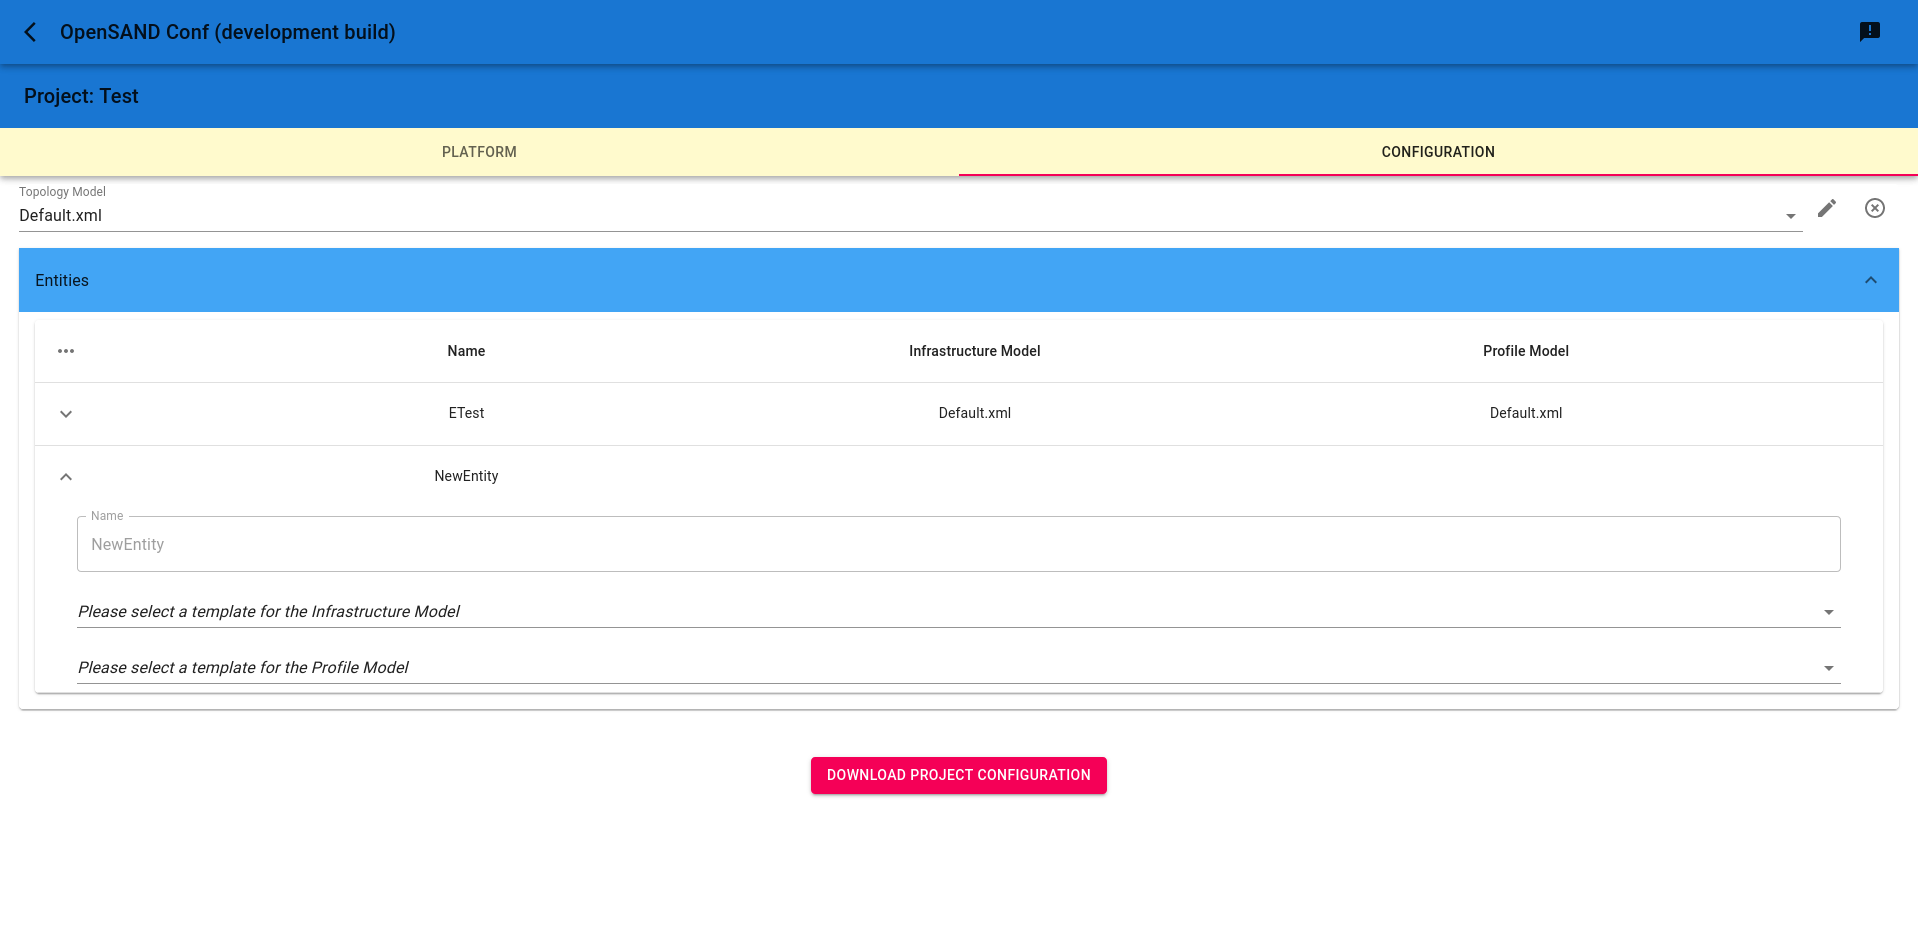 OpenSAND Conf (development build)
Project: Test
PLATFORM CONFIGURATION
Topology Model
Default.xml
Entities
Name Infrastructure Model Profile Model
ETest Default.xml Default.xml
NewEntity
Name
NewEntity
Please select a template for the Infrastructure Model
Please select a template for the Profile Model
DOWNLOAD PROJECT CONFIGURATION